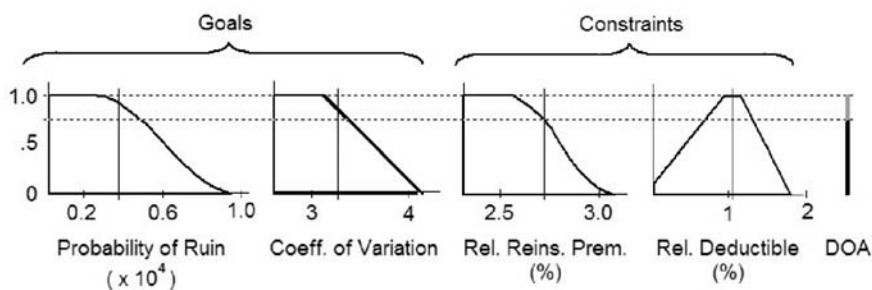 Goals Constraints
1.0
.5
0
0.2 0.6 1.0 3 4 2.5 3.0 1 2
Probability of Ruin Coeff. of Variation Rel. Reins. Prem. Rel. Deductible DOA
( x 10⁴ ) (%) (%)